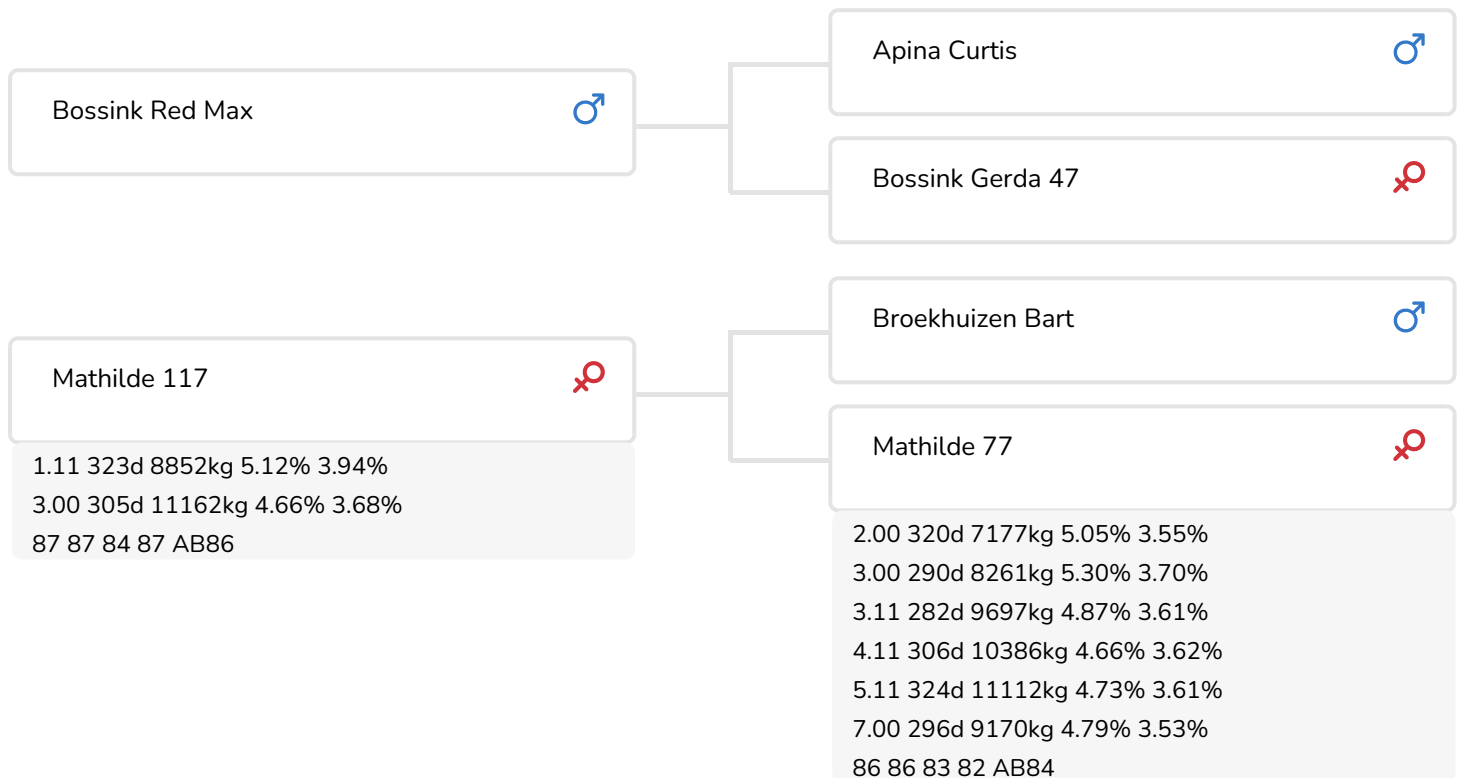 Bossink Red Max
Apina Curtis
Bossink Gerda 47
Mathilde 117
1.11 323d 8852kg 5.12% 3.94%
3.00 305d 11162kg 4.66% 3.68%
87 87 84 87 AB86
Broekhuizen Bart
Mathilde 77
2.00 320d 7177kg 5.05% 3.55%
3.00 290d 8261kg 5.30% 3.70%
3.11 282d 9697kg 4.87% 3.61%
4.11 306d 10386kg 4.66% 3.62%
5.11 324d 11112kg 4.73% 3.61%
7.00 296d 9170kg 4.79% 3.53%
86 86 83 82 AB84